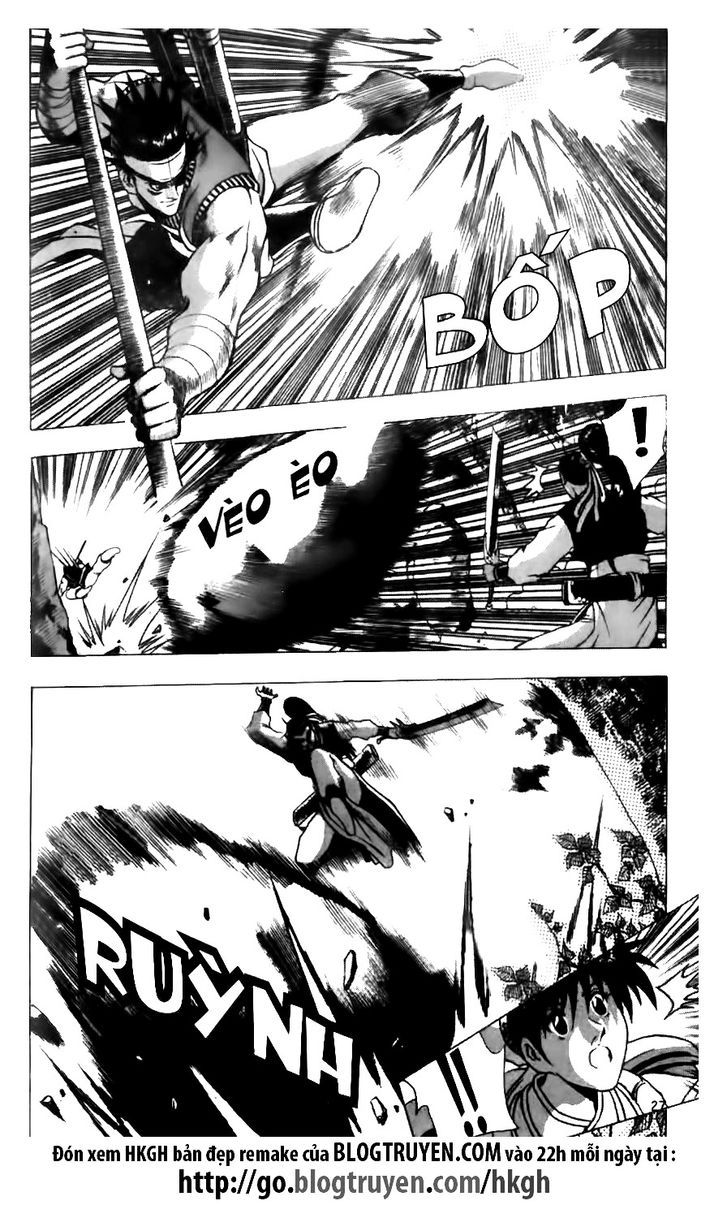 BỐP
!
VÈO ÈO
RUỲNH
!!
27
Đón xem HKGH bản đẹp remake của BLOGTRUYEN.COM vào 22h mỗi ngày tại :
http://go.blogtruyen.com/hkgh